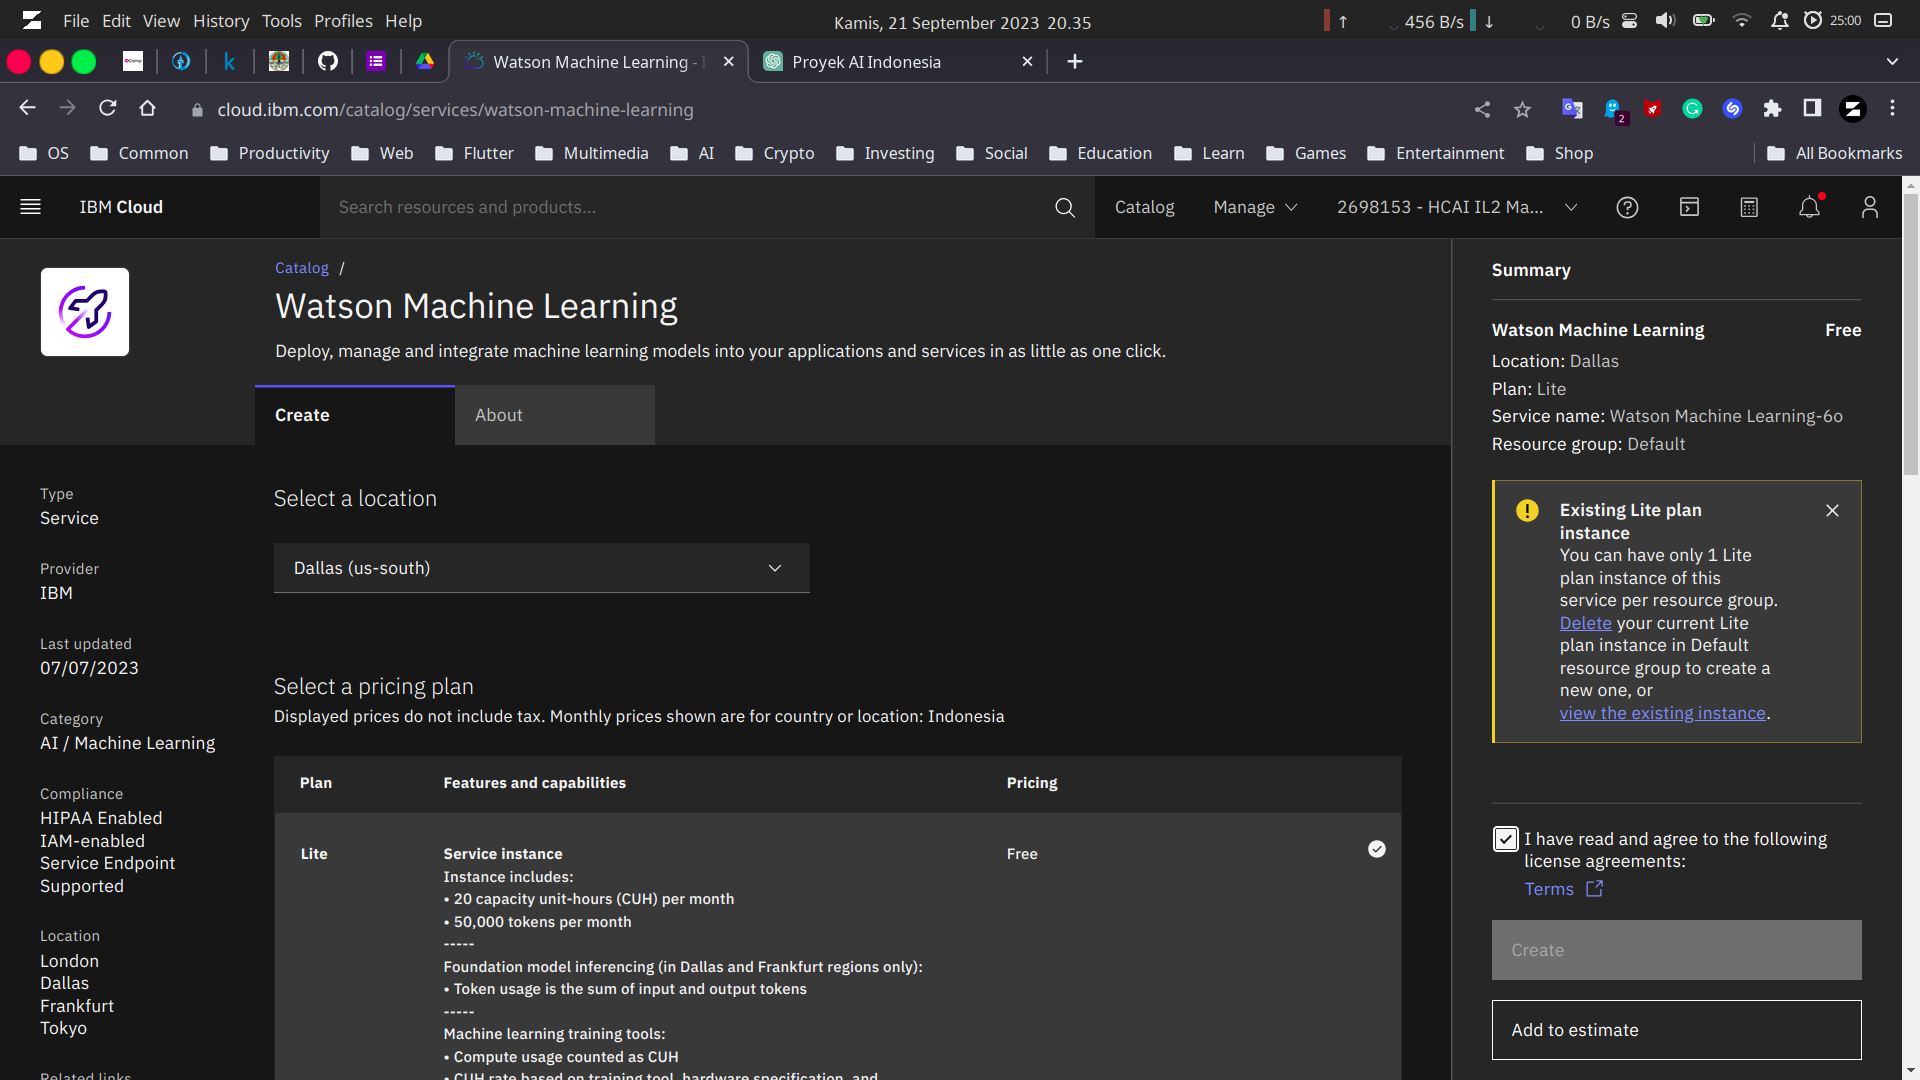 File Edit View History Tools Profiles Help
Kamis, 21 September 2023 20.35
↑ 456 B/s ↓ 0 B/s 25:00
Watson Machine Learning - I
Proyek AI Indonesia
cloud.ibm.com/catalog/services/watson-machine-learning
2
OS Common Productivity Web Flutter Multimedia AI Crypto Investing Social Education Learn Games Entertainment Shop All Bookmarks
IBM Cloud
Search resources and products...
Catalog Manage 2698153 - HCAI IL2 Ma...
Catalog /
Watson Machine Learning
Deploy, manage and integrate machine learning models into your applications and services in as little as one click.
Create
About
Type
Service
Provider
IBM
Last updated
07/07/2023
Category
AI / Machine Learning
Compliance
HIPAA Enabled
IAM-enabled
Service Endpoint
Supported
Location
London
Dallas
Frankfurt
Tokyo
Related links
Select a location
Dallas (us-south)
Select a pricing plan
Displayed prices do not include tax. Monthly prices shown are for country or location: Indonesia
Plan Features and capabilities Pricing
Lite Service instance Free
Instance includes:
• 20 capacity unit-hours (CUH) per month
• 50,000 tokens per month
-----
Foundation model inferencing (in Dallas and Frankfurt regions only):
• Token usage is the sum of input and output tokens
-----
Machine learning training tools:
• Compute usage counted as CUH
• CUH rate based on training tool, hardware specification, and
Summary
Watson Machine Learning Free
Location: Dallas
Plan: Lite
Service name: Watson Machine Learning-6o
Resource group: Default
Existing Lite plan
instance
You can have only 1 Lite
plan instance of this
service per resource group.
Delete your current Lite
plan instance in Default
resource group to create a
new one, or
view the existing instance.
I have read and agree to the following
license agreements:
Terms
Create
Add to estimate